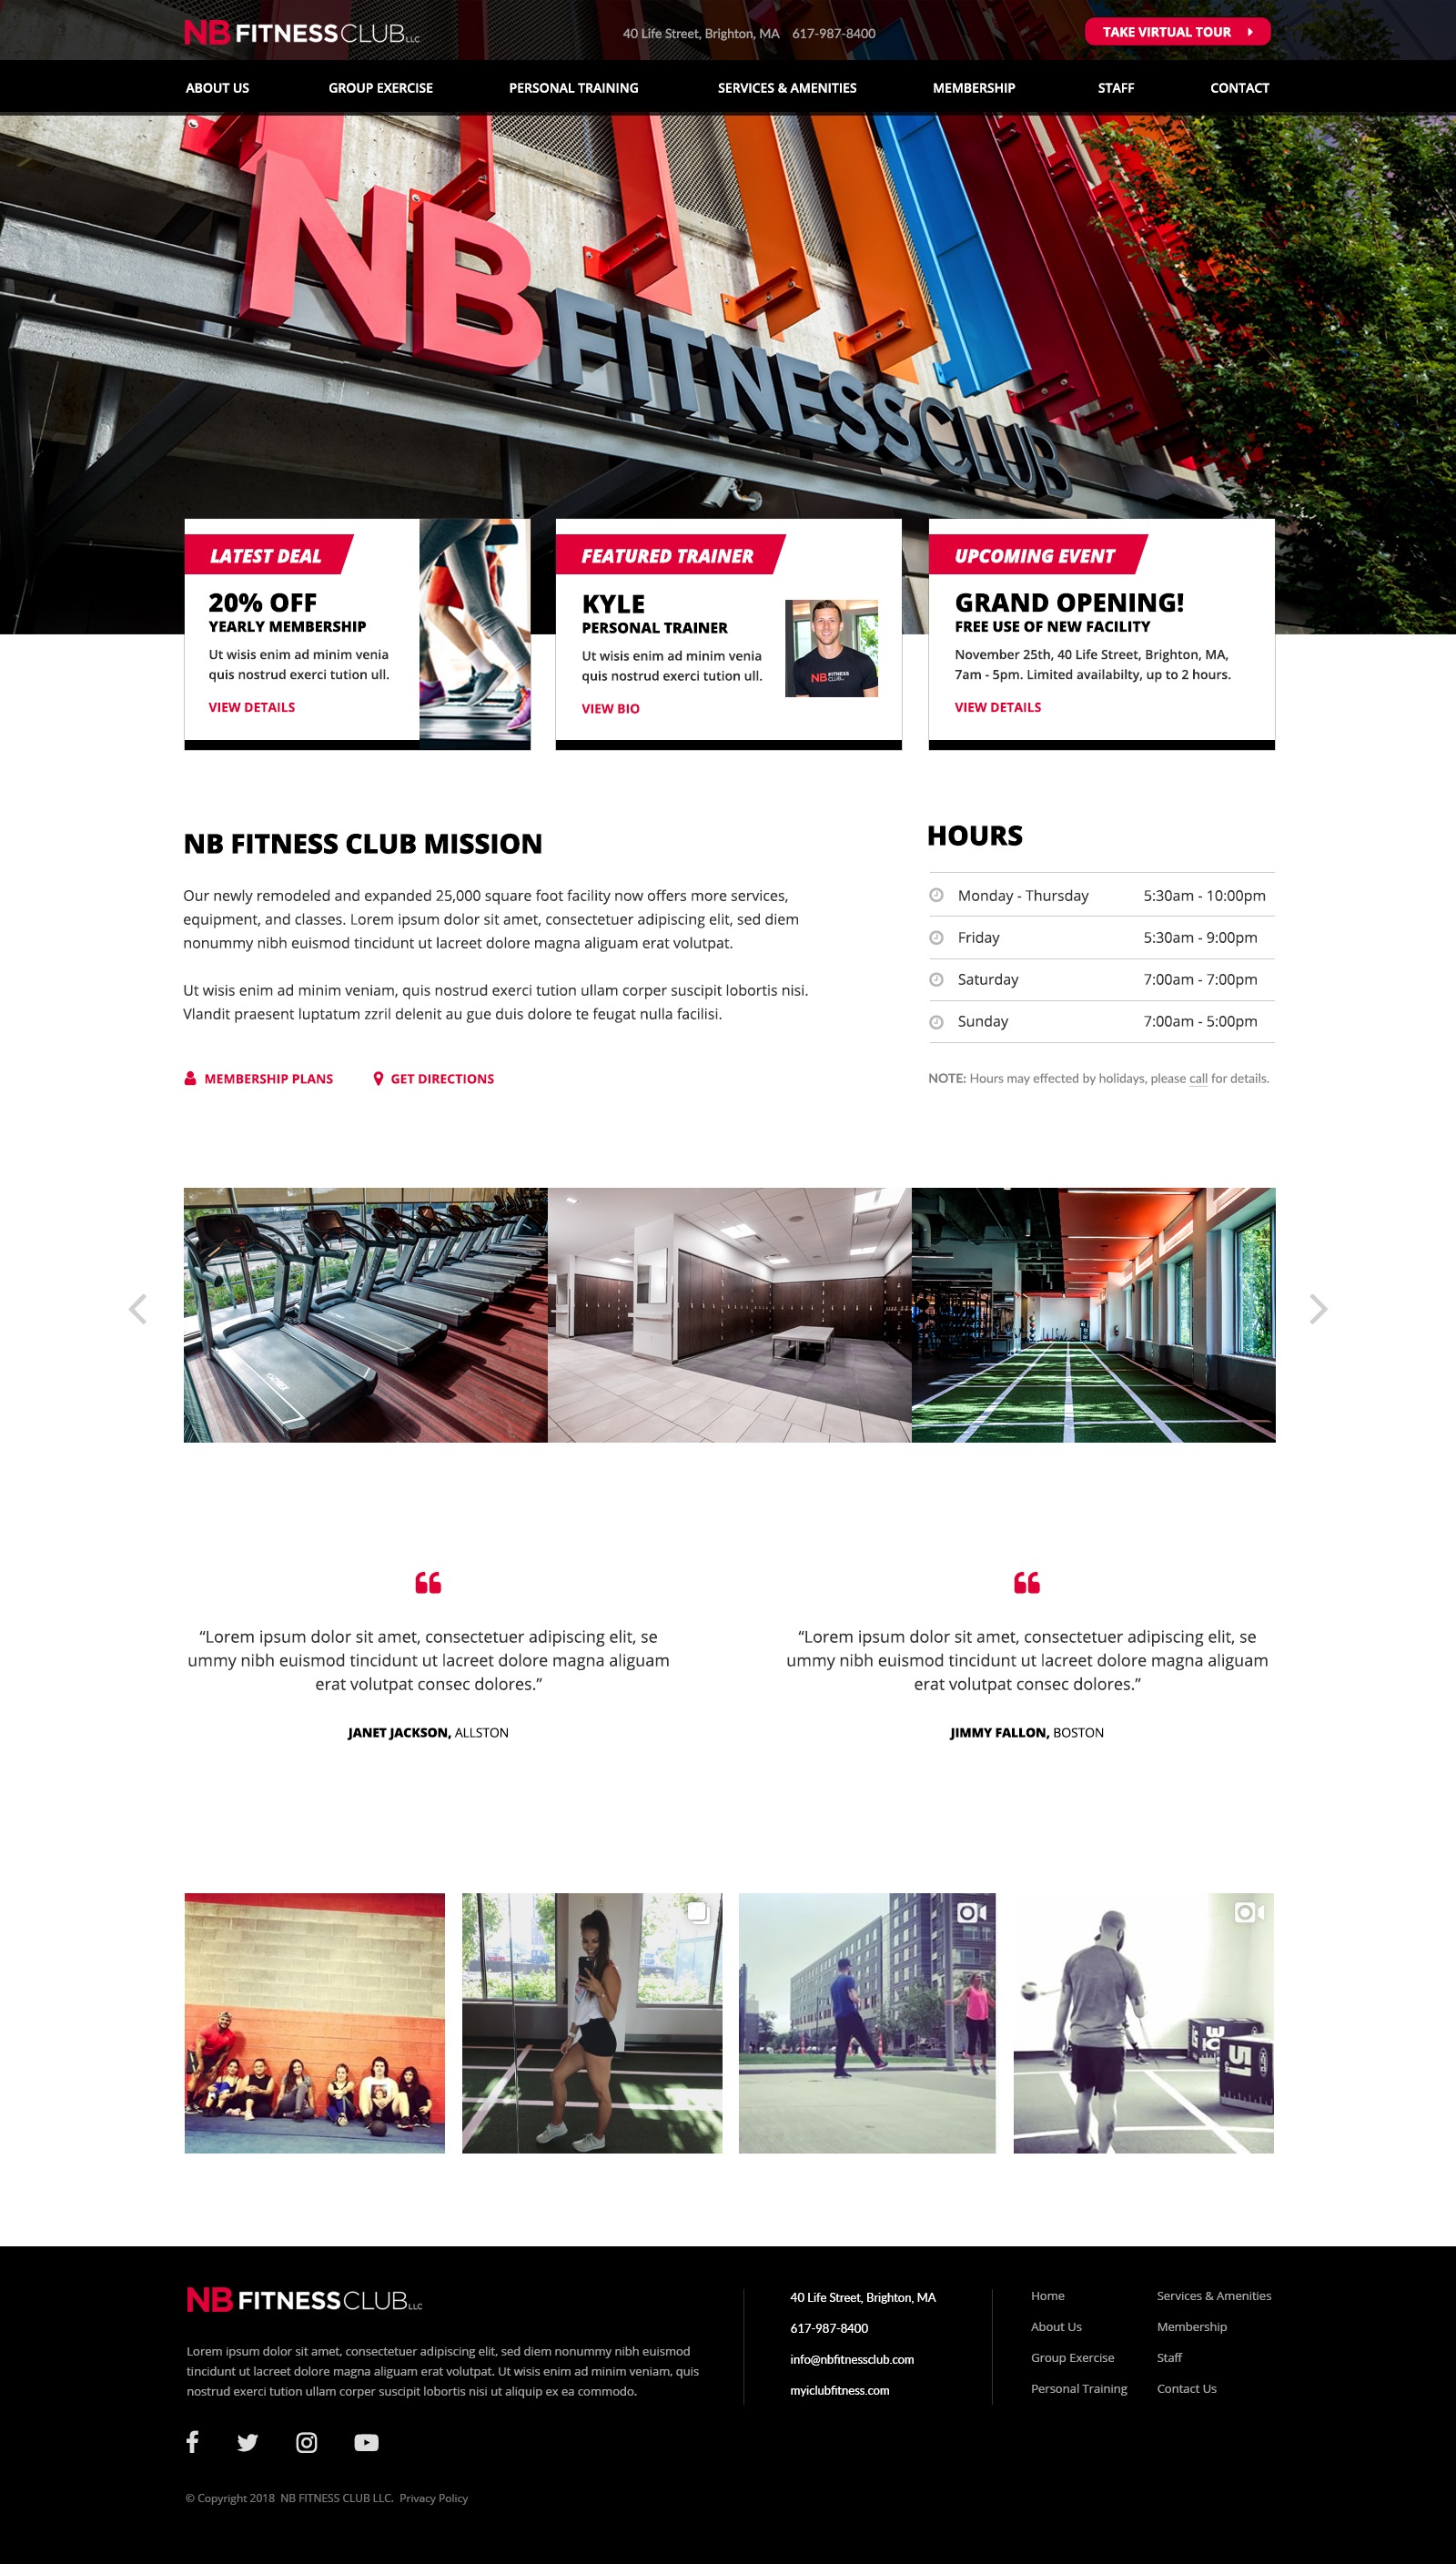 NB FITNESSCLUB LLC
40 Life Street, Brighton, MA 617-987-8400
TAKE VIRTUAL TOUR
ABOUT US
GROUP EXERCISE
PERSONAL TRAINING
SERVICES & AMENITIES
MEMBERSHIP
STAFF
CONTACT
NB FITNESSCLUB
LATEST DEAL
20% OFF
YEARLY MEMBERSHIP
Ut wisis enim ad minim venia
quis nostrud exerci tution ull.
VIEW DETAILS
FEATURED TRAINER
KYLE
PERSONAL TRAINER
Ut wisis enim ad minim venia
quis nostrud exerci tution ull.
VIEW BIO
NB FITNESS
CLUB
UPCOMING EVENT
GRAND OPENING!
FREE USE OF NEW FACILITY
November 25th, 40 Life Street, Brighton, MA,
7am - 5pm. Limited availabilty, up to 2 hours.
VIEW DETAILS
NB FITNESS CLUB MISSION
Our newly remodeled and expanded 25,000 square foot facility now offers more services,
equipment, and classes. Lorem ipsum dolor sit amet, consectetuer adipiscing elit, sed diem
nonummy nibh euismod tincidunt ut lacreet dolore magna aliguam erat volutpat.
Ut wisis enim ad minim veniam, quis nostrud exerci tution ullam corper suscipit lobortis nisi.
Vlandit praesent luptatum zzril delenit au gue duis dolore te feugat nulla facilisi.
MEMBERSHIP PLANS
GET DIRECTIONS
HOURS
Monday - Thursday 5:30am - 10:00pm
Friday 5:30am - 9:00pm
Saturday 7:00am - 7:00pm
Sunday 7:00am - 5:00pm
NOTE: Hours may effected by holidays, please call for details.
“Lorem ipsum dolor sit amet, consectetuer adipiscing elit, se
ummy nibh euismod tincidunt ut lacreet dolore magna aliguam
erat volutpat consec dolores.”
JANET JACKSON, ALLSTON
“Lorem ipsum dolor sit amet, consectetuer adipiscing elit, se
ummy nibh euismod tincidunt ut lacreet dolore magna aliguam
erat volutpat consec dolores.”
JIMMY FALLON, BOSTON
NB FITNESSCLUB LLC
Lorem ipsum dolor sit amet, consectetuer adipiscing elit, sed diem nonummy nibh euismod
tincidunt ut lacreet dolore magna aliguam erat volutpat. Ut wisis enim ad minim veniam, quis
nostrud exerci tution ullam corper suscipit lobortis nisi ut aliquip ex ea commodo.
© Copyright 2018 NB FITNESS CLUB LLC. Privacy Policy
40 Life Street, Brighton, MA
617-987-8400
info@nbfitnessclub.com
myiclubfitness.com
Home
About Us
Group Exercise
Personal Training
Services & Amenities
Membership
Staff
Contact Us